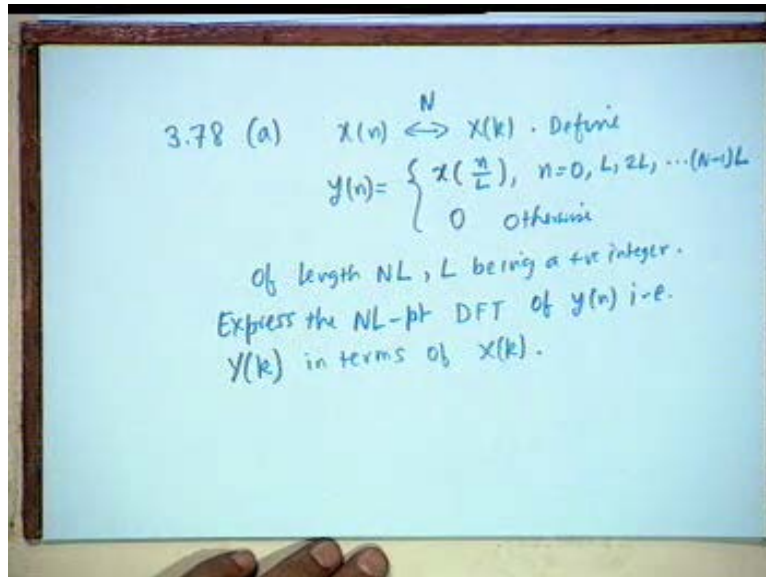 3.78 (a) x(n) N⟷ X(k). Define
y(n)= { x(n/L), n=0, L, 2L, ...(N-1)L
0 otherwise
of length NL, L being a +ve integer.
Express the NL-pt DFT of y(n) i-e.
Y(k) in terms of X(k).